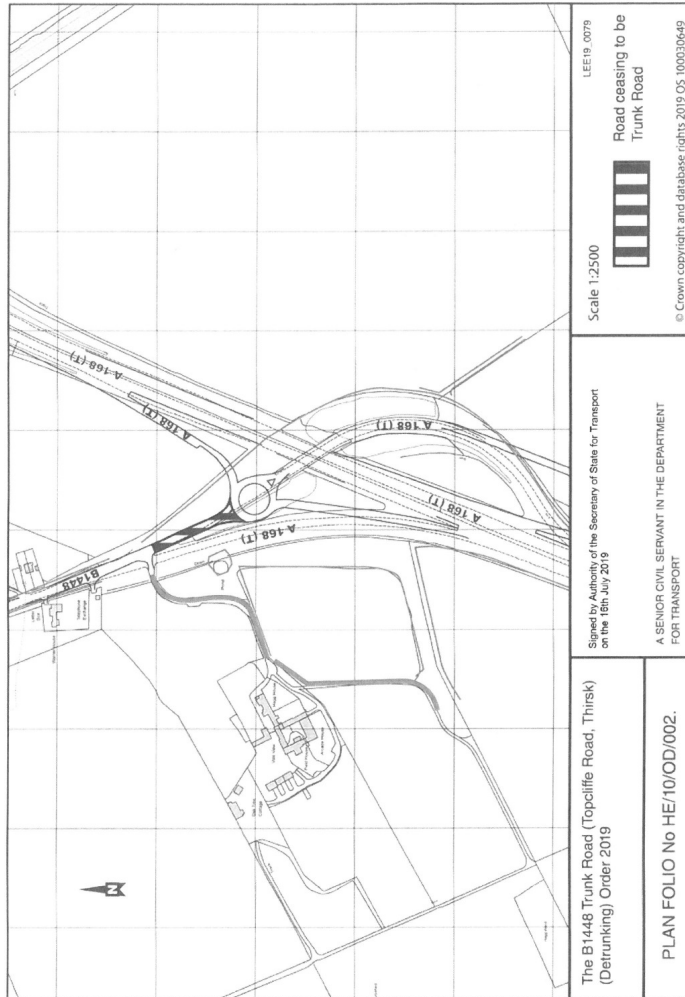 B1448
A 168 (T)
A 168 (T)
A 168 (T)
A 168 (T)
A 168 (T)
Telephone
Exchange
Pond
N
The B1448 Trunk Road (Topcliffe Road, Thirsk)
(Detrunking) Order 2019
PLAN FOLIO No HE/10/OD/002.
Signed by Authority of the Secretary of State for Transport
on the 16th July 2019
A SENIOR CIVIL SERVANT IN THE DEPARTMENT
FOR TRANSPORT
LEE19_0079
Scale 1:2500
Road ceasing to be
Trunk Road
© Crown copyright and database rights 2019 OS 100030649